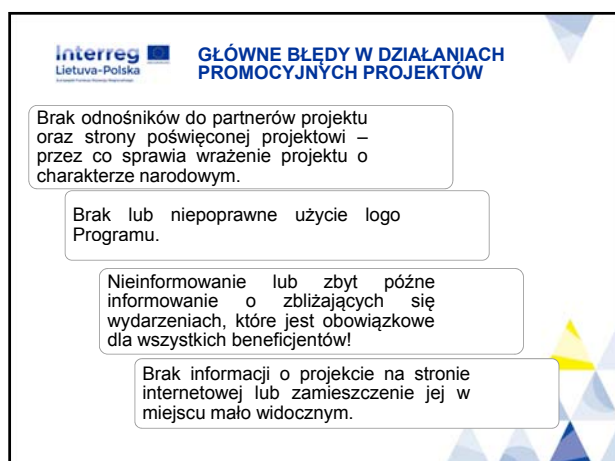 Interreg
Lietuva-Polska
GŁÓWNE BŁĘDY W DZIAŁANIACH
PROMOCYJNYCH PROJEKTÓW
Brak odnośników do partnerów projektu
oraz strony poświęconej projektowi –
przez co sprawia wrażenie projektu o
charakterze narodowym.
Brak lub niepoprawne użycie logo
Programu.
Nieinformowanie lub zbyt późne
informowanie o zbliżających się
wydarzeniach, które jest obowiązkowe
dla wszystkich beneficjentów!
Brak informacji o projekcie na stronie
internetowej lub zamieszczenie jej w
miejscu mało widocznym.